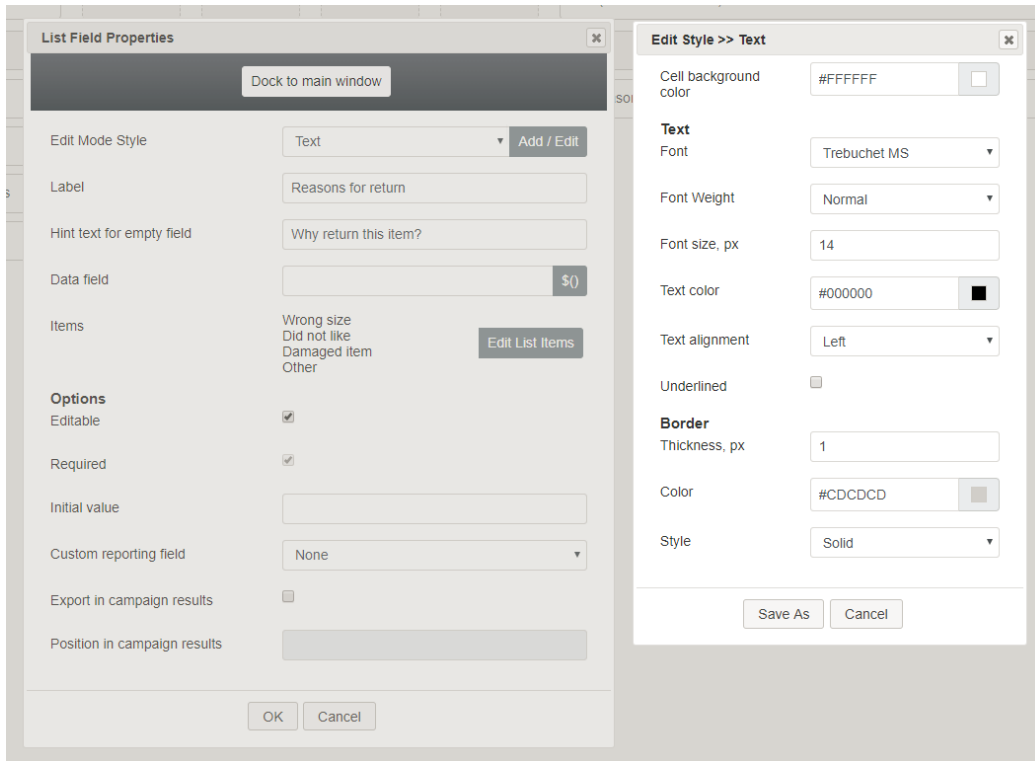 List Field Properties
Dock to main window
Edit Mode Style
Text
Add / Edit
Label
Reasons for return
Hint text for empty field
Why return this item?
Data field
$()
Items
Wrong size
Did not like
Damaged item
Other
Edit List Items
Options
Editable
Required
Initial value
Custom reporting field
None
Export in campaign results
Position in campaign results
OK
Cancel
Edit Style >> Text
Cell background
color
#FFFFFF
Text
Font
Trebuchet MS
Font Weight
Normal
Font size, px
14
Text color
#000000
Text alignment
Left
Underlined
Border
Thickness, px
1
Color
#CDCDCD
Style
Solid
Save As
Cancel